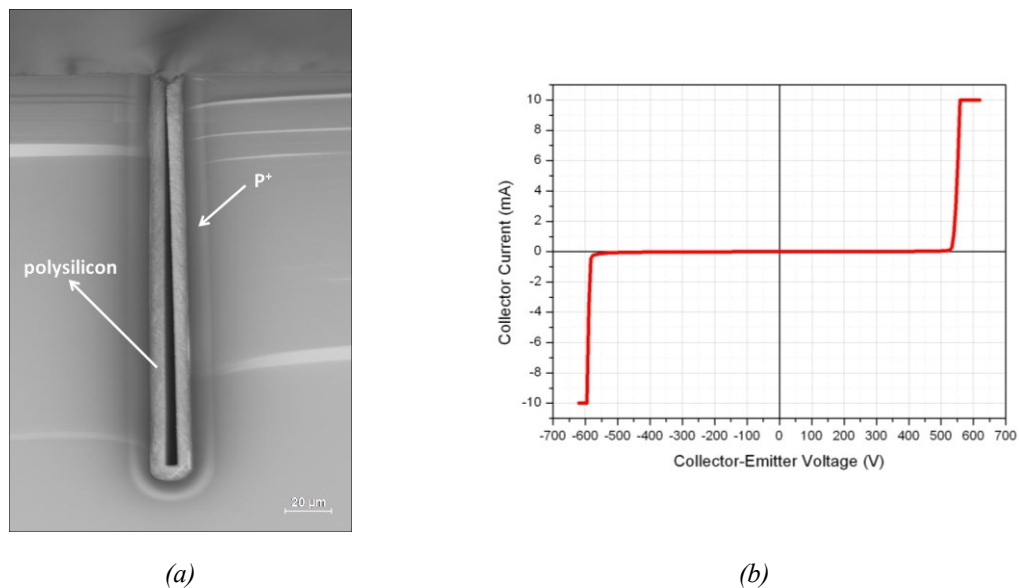 P+
polysilicon
20 µm
(a)
Collector Current (mA)
10
8
6
4
2
0
-2
-4
-6
-8
-10
-700 -600 -500 -400 -300 -200 -100 0 100 200 300 400 500 600 700
Collector-Emitter Voltage (V)
(b)